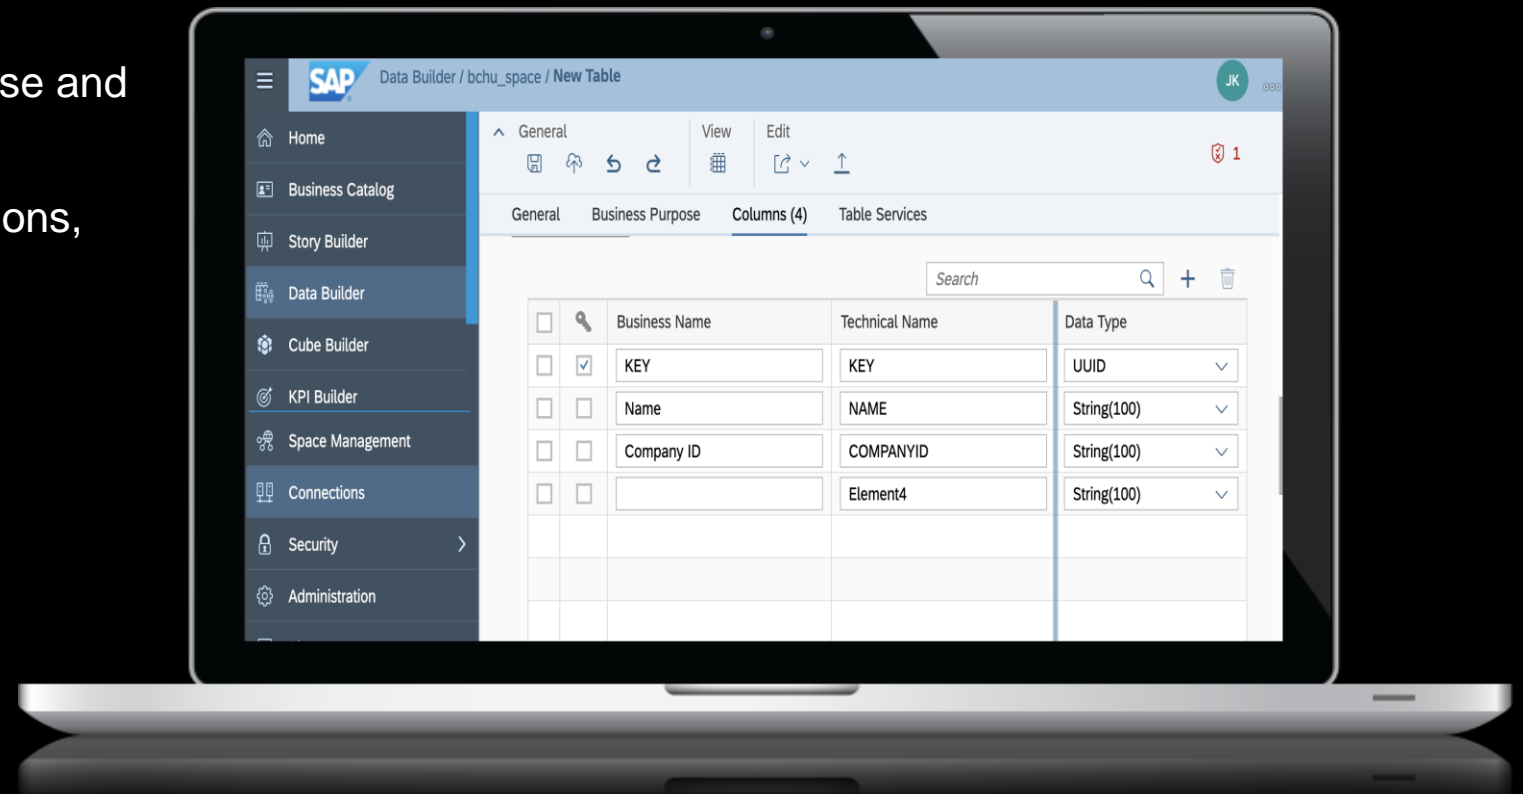 se and
ons,
SAP
Data Builder / bchu_space / New Table
JK
Home
Business Catalog
Story Builder
Data Builder
Cube Builder
KPI Builder
Space Management
Connections
Security
Administration
General
View
Edit
1
General
Business Purpose
Columns (4)
Table Services
Search
Business Name
Technical Name
Data Type
KEY
KEY
UUID
Name
NAME
String(100)
Company ID
COMPANYID
String(100)
Element4
String(100)